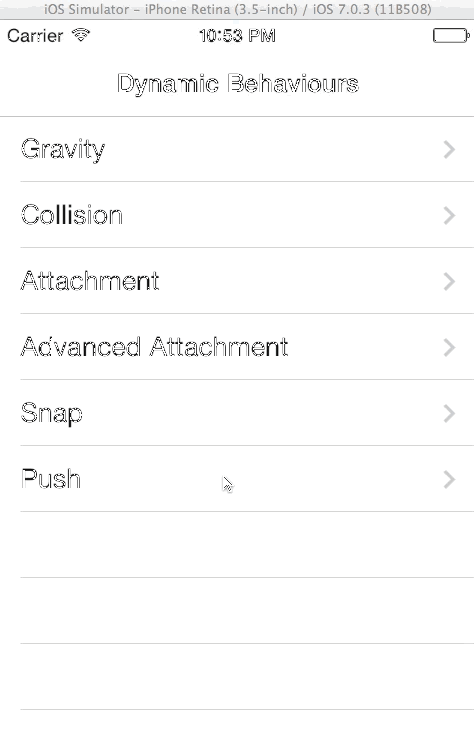 iOS Simulator – iPhone Retina (3.5-inch) / iOS 7.0.3 (11B508)
Carrier 10:53 PM
Dynamic Behaviours
Gravity
Collision
Attachment
Advanced Attachment
Snap
Push